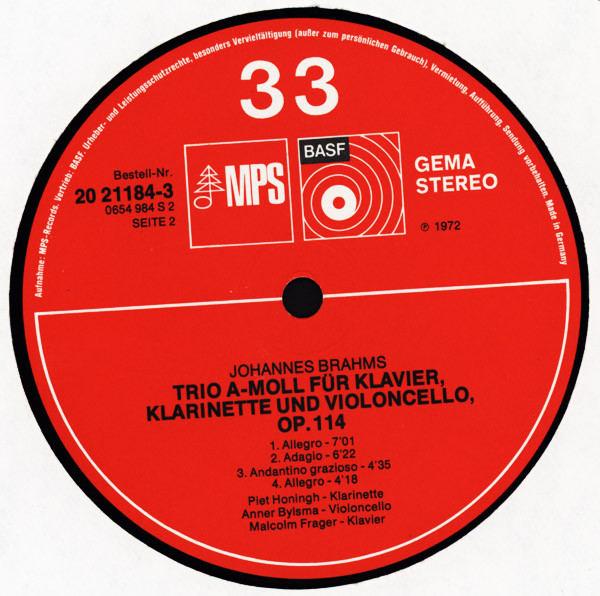 Aufnahme: MPS-Records. Vertrieb: BASF. Urheber- und Leistungsschutzrechte, besonders Vervielfältigung (außer zum persönlichen Gebrauch), Vermietung, Aufführung, Sendung vorbehalten. Made in Germany
33
Bestell-Nr.
20 21184-3
0654 984 S 2
SEITE 2
MPS
BASF
GEMA
STEREO
℗ 1972
JOHANNES BRAHMS
TRIO A-MOLL FÜR KLAVIER,
KLARINETTE UND VIOLONCELLO,
OP. 114
1. Allegro - 7'01
2. Adagio - 6'22
3. Andantino grazioso - 4'35
4. Allegro - 4'18
Piet Honingh - Klarinette
Anner Bylsma - Violoncello
Malcolm Frager - Klavier